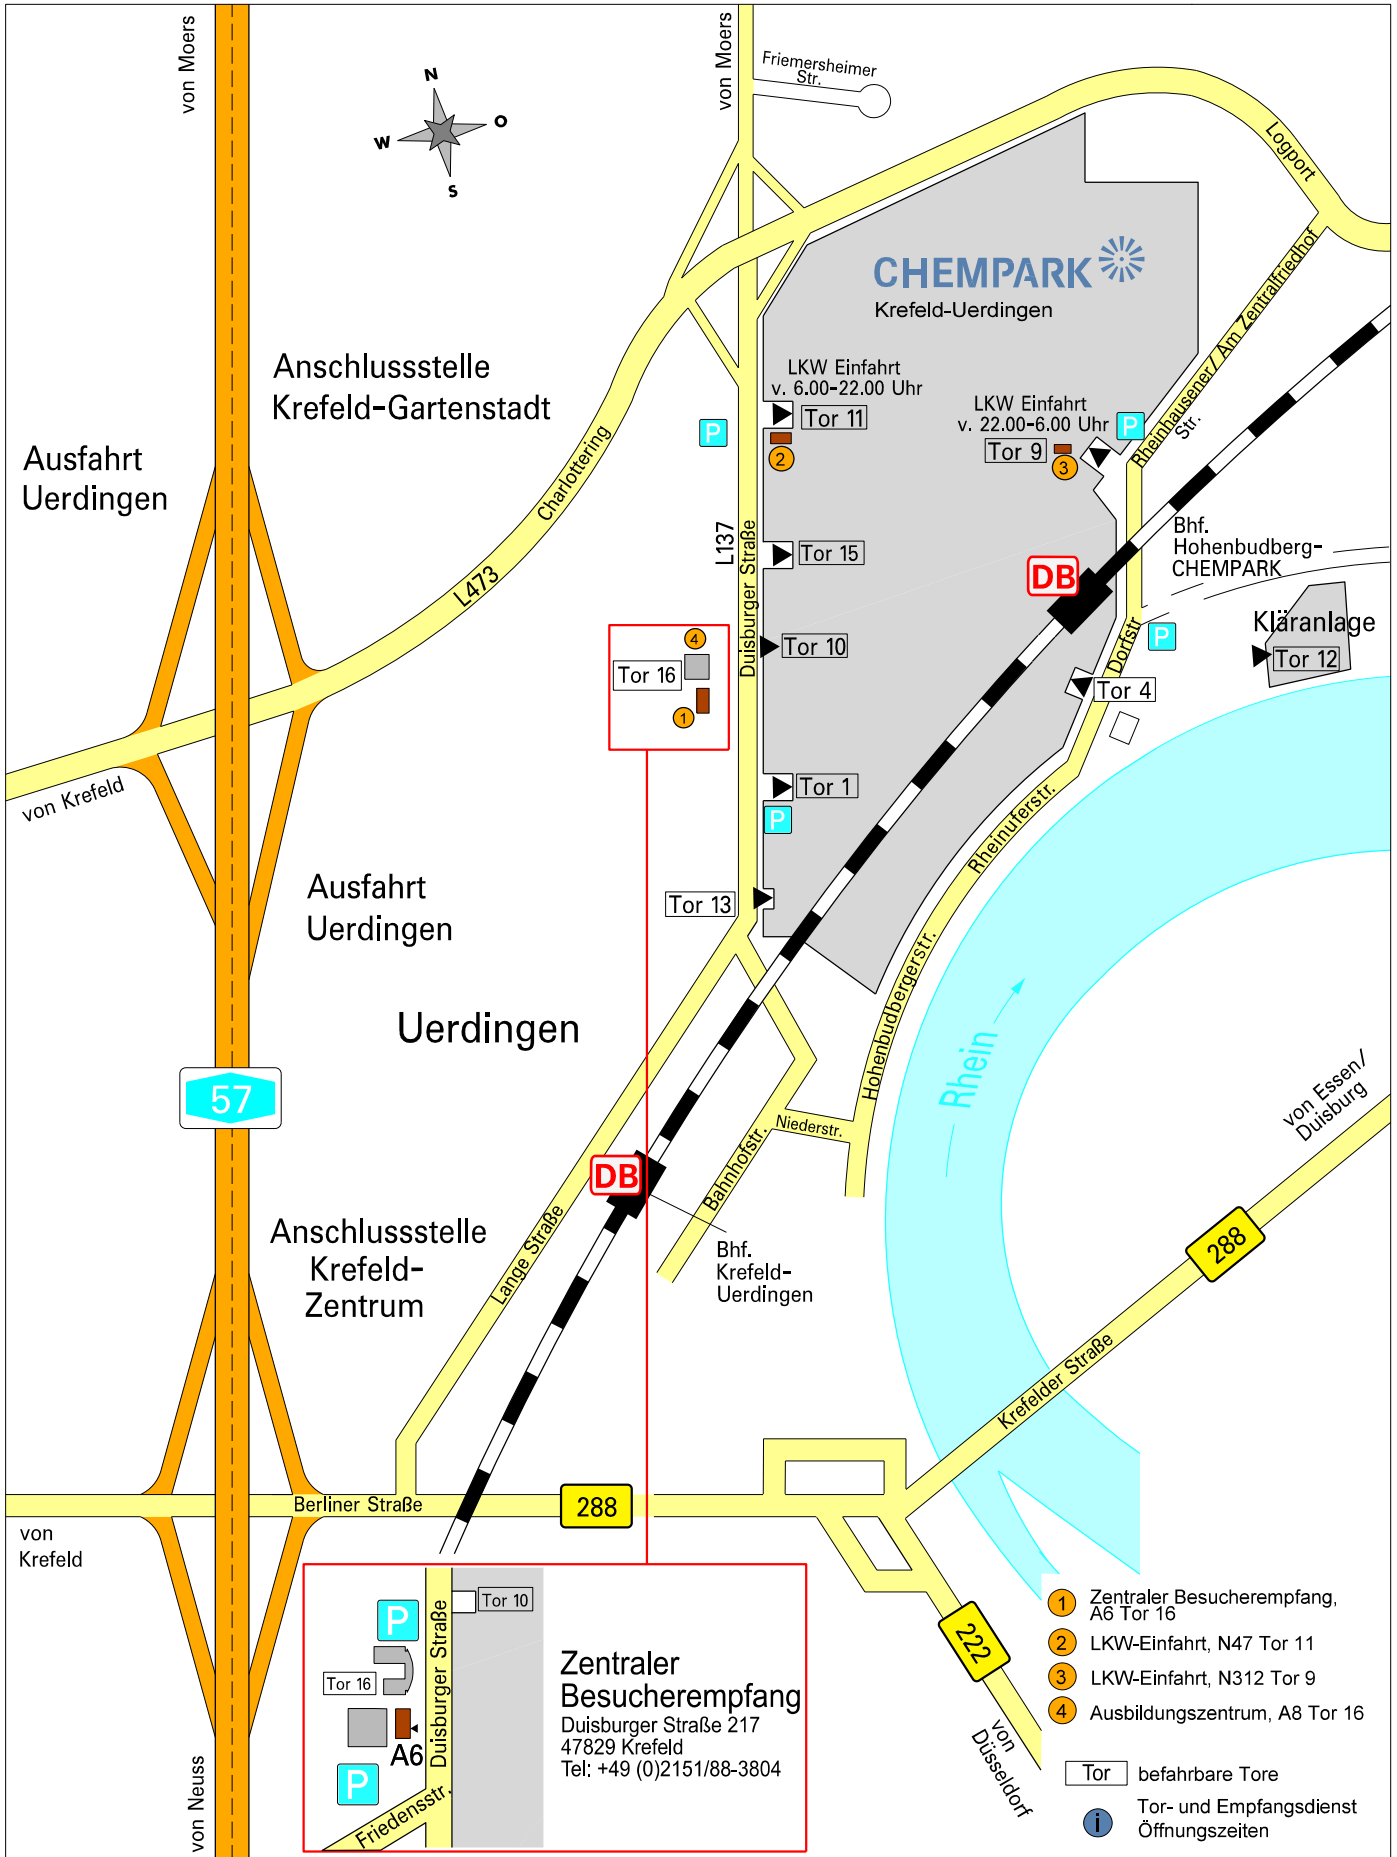 von Moers
von Moers
Friemersheimer
Str.
N
O
W
S
Logport
CHEMPARK
Krefeld-Uerdingen
Rheinhausener/ Am Zentralfriedhof
Str.
Anschlussstelle
Krefeld-Gartenstadt
LKW Einfahrt
v. 6.00-22.00 Uhr
Tor 11
P
2
LKW Einfahrt
v. 22.00-6.00 Uhr
Tor 9
3
P
Ausfahrt
Uerdingen
Charlottering
L473
L137
Duisburger Straße
Tor 15
Bhf.
Hohenbudberg-
CHEMPARK
DB
Kläranlage
Tor 12
P
Dorfstr
Tor 4
4
Tor 16
1
Tor 10
Tor 1
P
von Krefeld
Rheinuferstr.
Ausfahrt
Uerdingen
Tor 13
Hohenbudbergerstr.
Uerdingen
Rhein
57
von Essen/
Duisburg
Niederstr.
Bahnhofstr.
DB
Lange Straße
Anschlussstelle
Krefeld-
Zentrum
Bhf.
Krefeld-
Uerdingen
288
Krefelder Straße
Berliner Straße
288
von
Krefeld
222
von
Düsseldorf
von Neuss
P
Tor 10
Duisburger Straße
Tor 16
A6
P
Friedensstr.
Zentraler
Besucherempfang
Duisburger Straße 217
47829 Krefeld
Tel: +49 (0)2151/88-3804
1 Zentraler Besucherempfang,
A6 Tor 16
2 LKW-Einfahrt, N47 Tor 11
3 LKW-Einfahrt, N312 Tor 9
4 Ausbildungszentrum, A8 Tor 16
Tor befahrbare Tore
i Tor- und Empfangsdienst
Öffnungszeiten